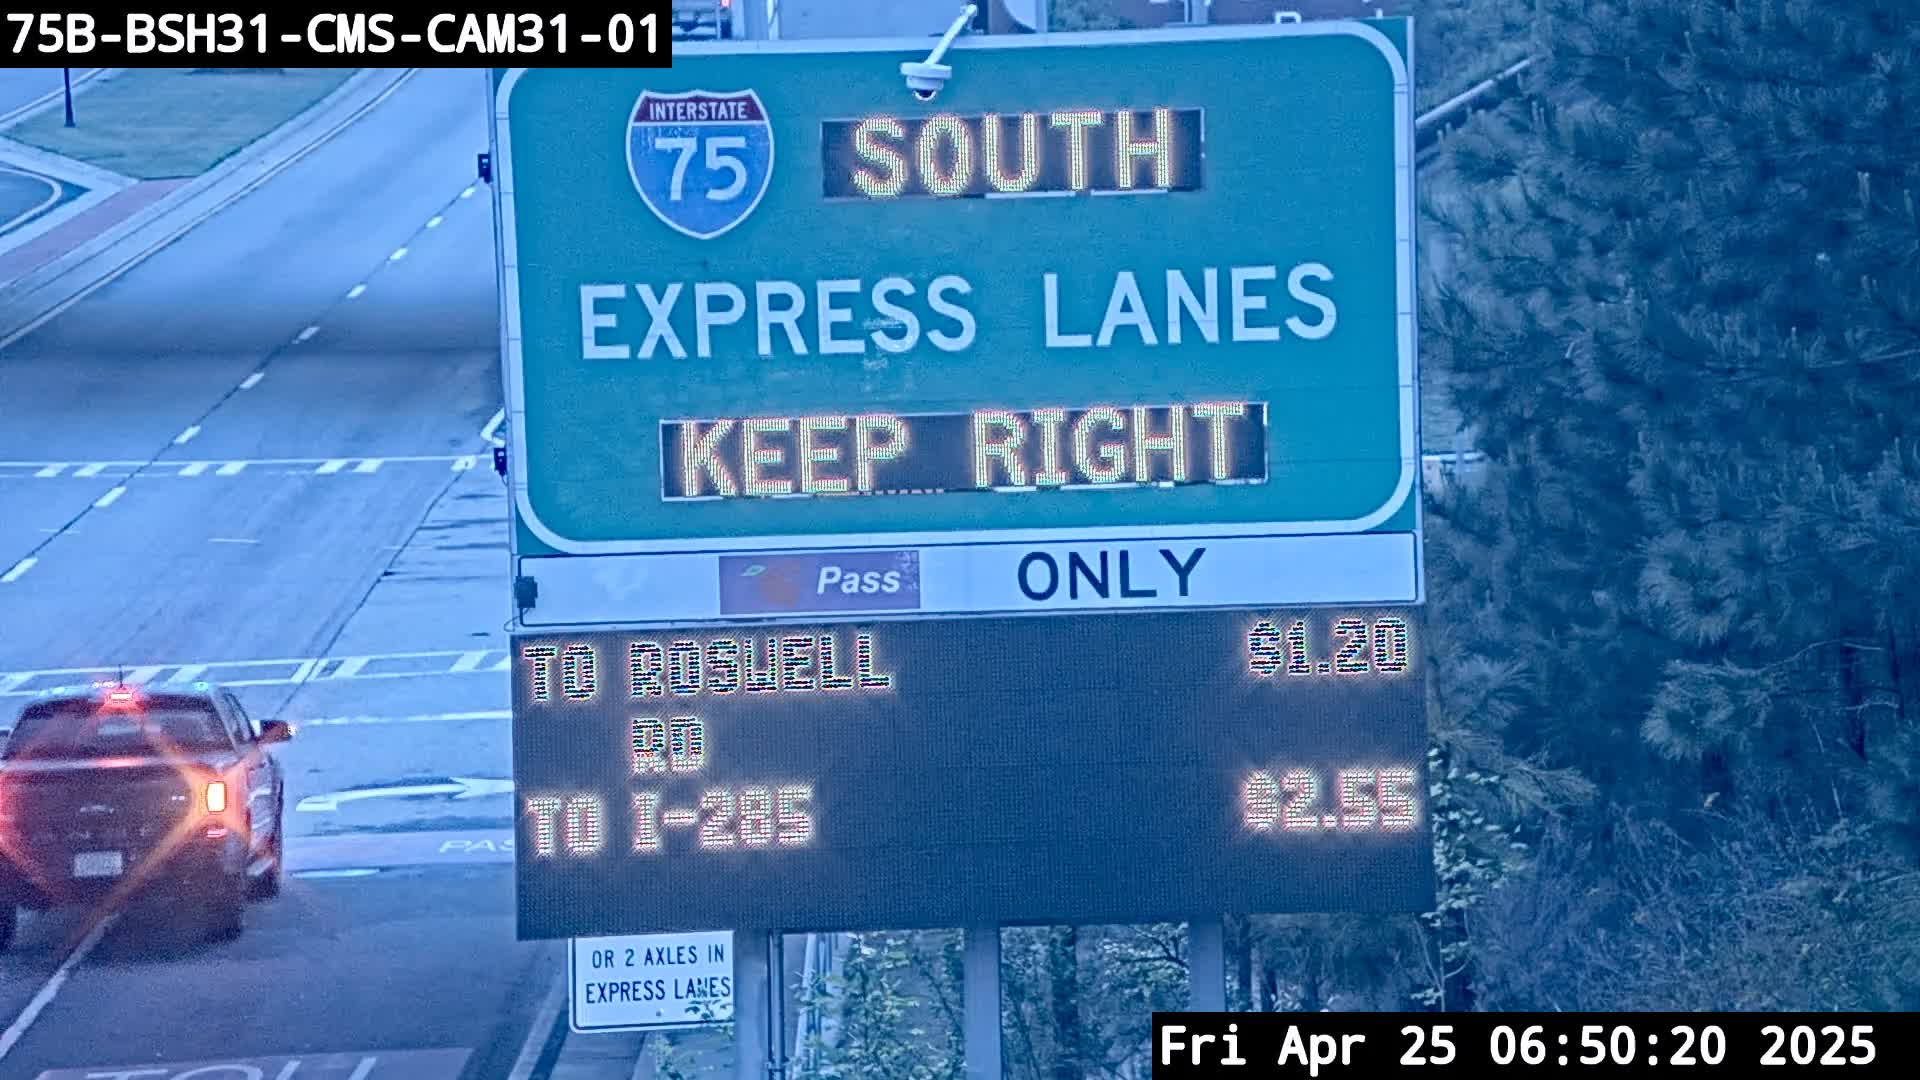 75B-BSH31-CMS-CAM31-01
INTERSTATE
75
SOUTH
EXPRESS LANES
KEEP RIGHT
Pass ONLY
TO ROSWELL $1.20
RD
TO I-285 $2.55
OR 2 AXLES IN
EXPRESS LANES
Fri Apr 25 06:50:20 2025